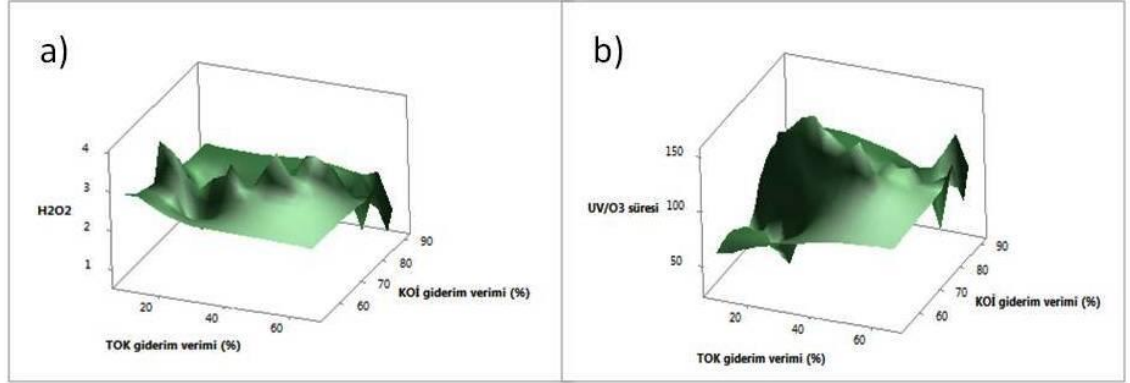 a)
4
3
H2O2
2
1
20
40
60
TOK giderim verimi (%)
60
70
80
90
KOİ giderim verimi (%)
b)
150
UV/O3 süresi
100
50
20
40
60
TOK giderim verimi (%)
60
70
80
90
KOİ giderim verimi (%)